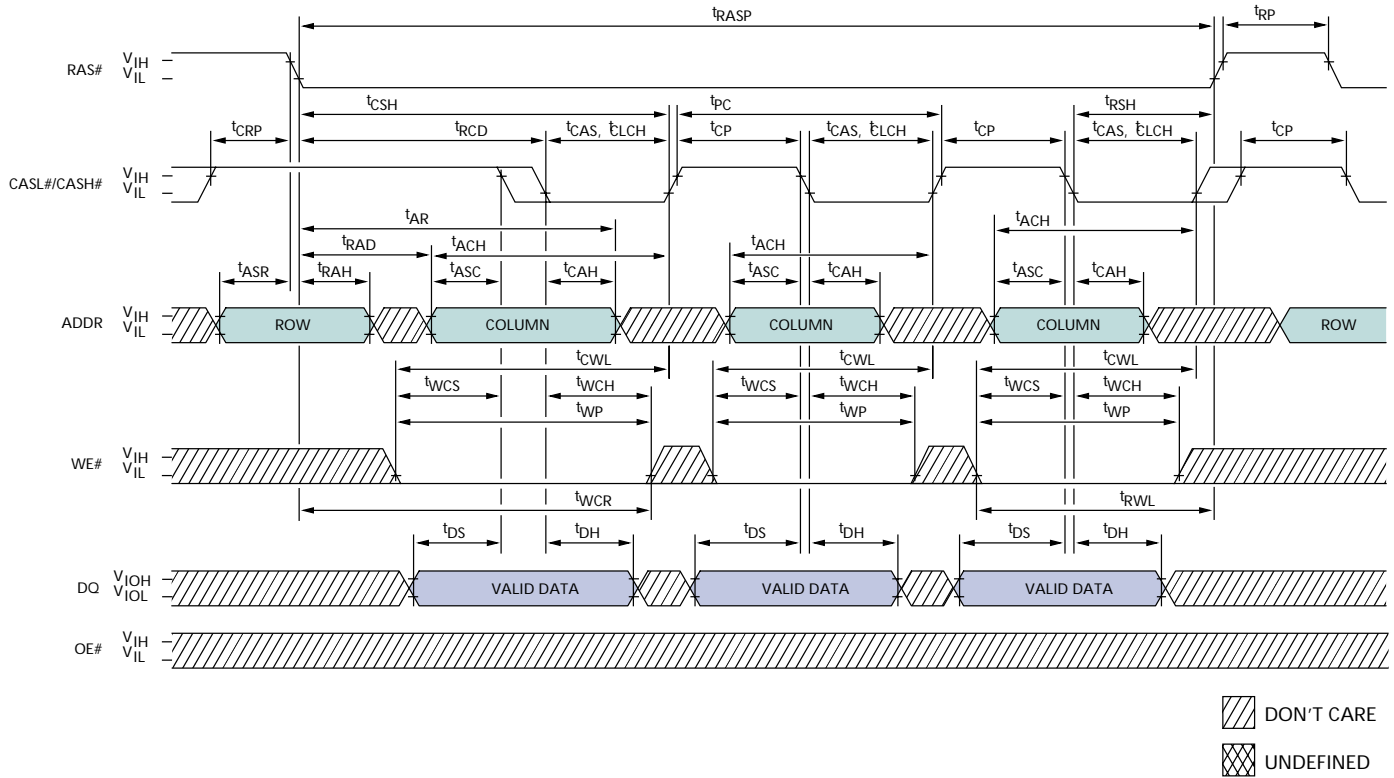 tRASP tRP
RAS# VIH
VIL
tCSH tPC tRSH
tCRP tRCD tCAS, tCLCH tCP tCAS, tCLCH tCP tCAS, tCLCH tCP
CASL#/CASH# VIH
VIL
tAR tACH
tRAD tACH tACH
tASR tRAH tASC tCAH tASC tCAH tASC tCAH
ADDR VIH
VIL
ROW COLUMN COLUMN COLUMN ROW
tCWL tCWL tCWL
tWCS tWCH tWCS tWCH tWCS tWCH
tWP tWP tWP
WE# VIH
VIL
tWCR tRWL
tDS tDH tDS tDH tDS tDH
DQ VIOH
VIOL
VALID DATA VALID DATA VALID DATA
OE# VIH
VIL
DON'T CARE
UNDEFINED